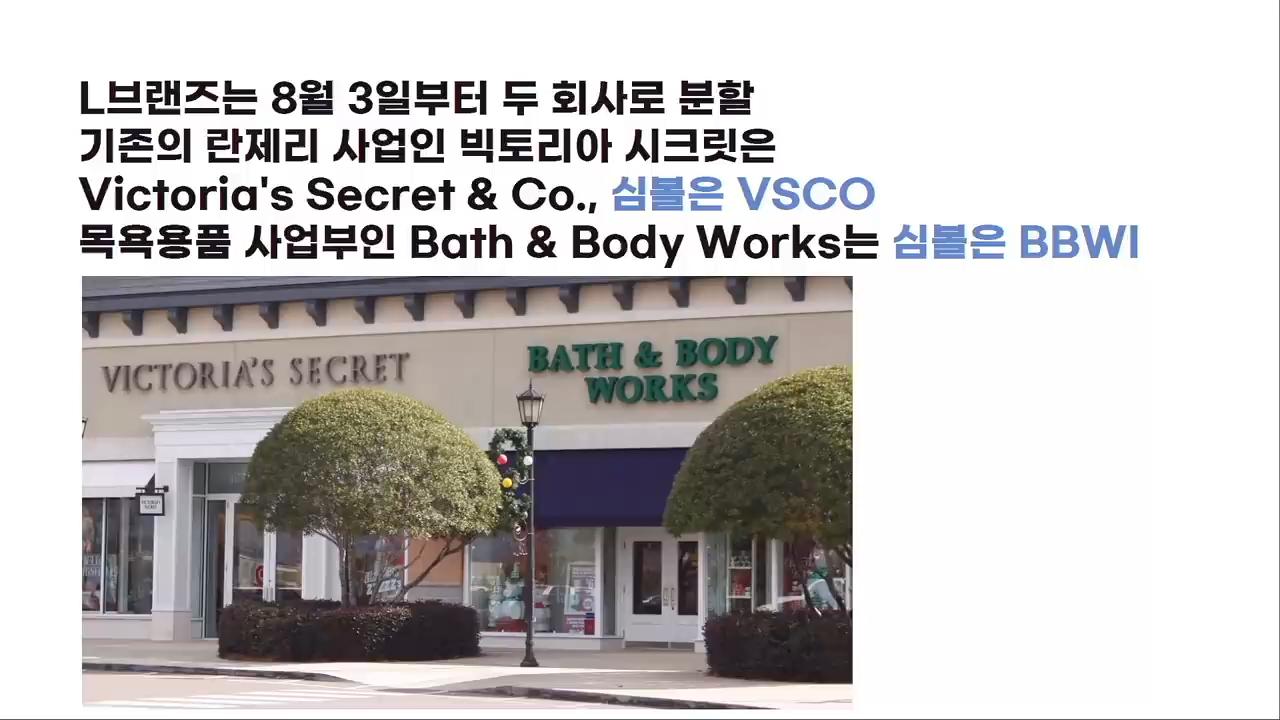 L브랜즈는 8월 3일부터 두 회사로 분할
기존의 란제리 사업인 빅토리아 시크릿은
Victoria's Secret & Co., 심볼은 VSCO
목욕용품 사업부인 Bath & Body Works는 심볼은 BBWI
VICTORIA'S SECRET
BATH & BODY
WORKS